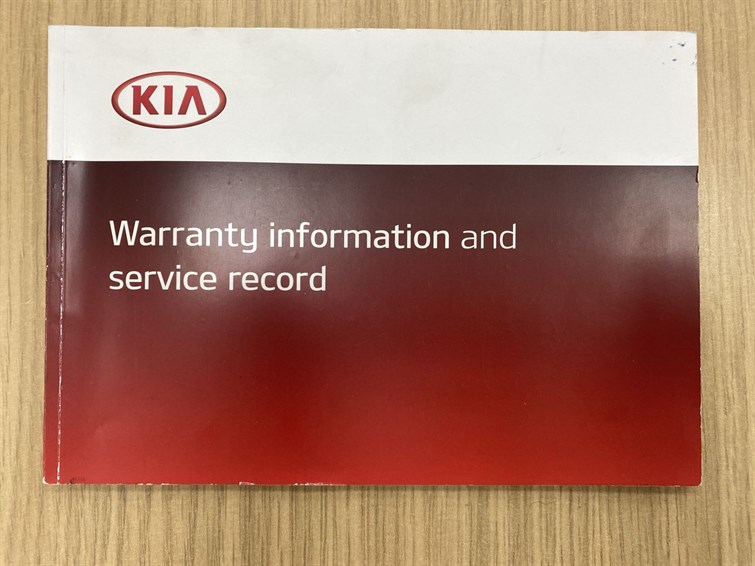 KIA
Warranty information and
service record